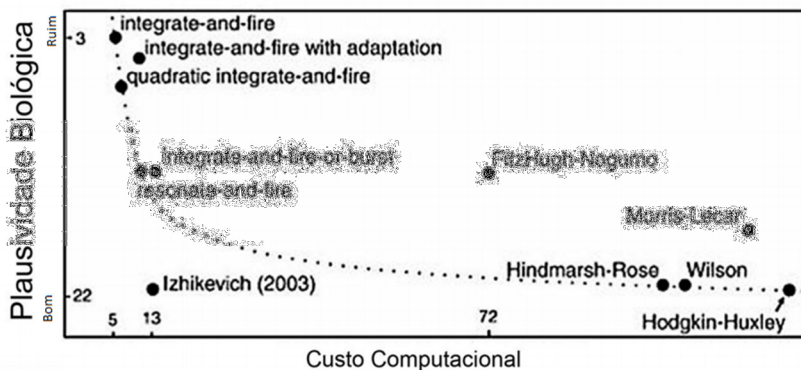 Ruim
Plausividade Biológica
Bom
3
22
integrate-and-fire
integrate-and-fire with adaptation
quadratic integrate-and-fire
integrate-and-fire-or-burst
resonate-and-fire
FitzHugh-Nagumo
Morris-Lecar
Izhikevich (2003)
Hindmarsh-Rose
Wilson
Hodgkin-Huxley
5
13
72
Custo Computacional